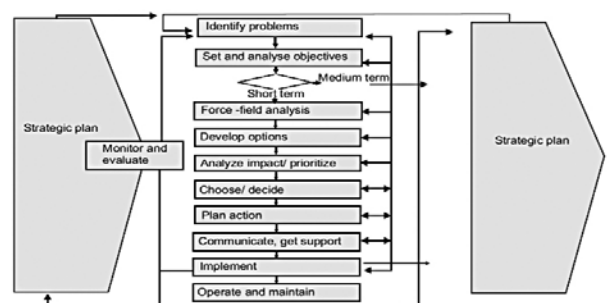 Identify problems
Set and analyse objectives
Medium term
Short term
Force -field analysis
Strategic plan
Develop options
Strategic plan
Monitor and
evaluate
Analyze impact/ prioritize
Choose/ decide
Plan action
Communicate, get support
Implement
Operate and maintain